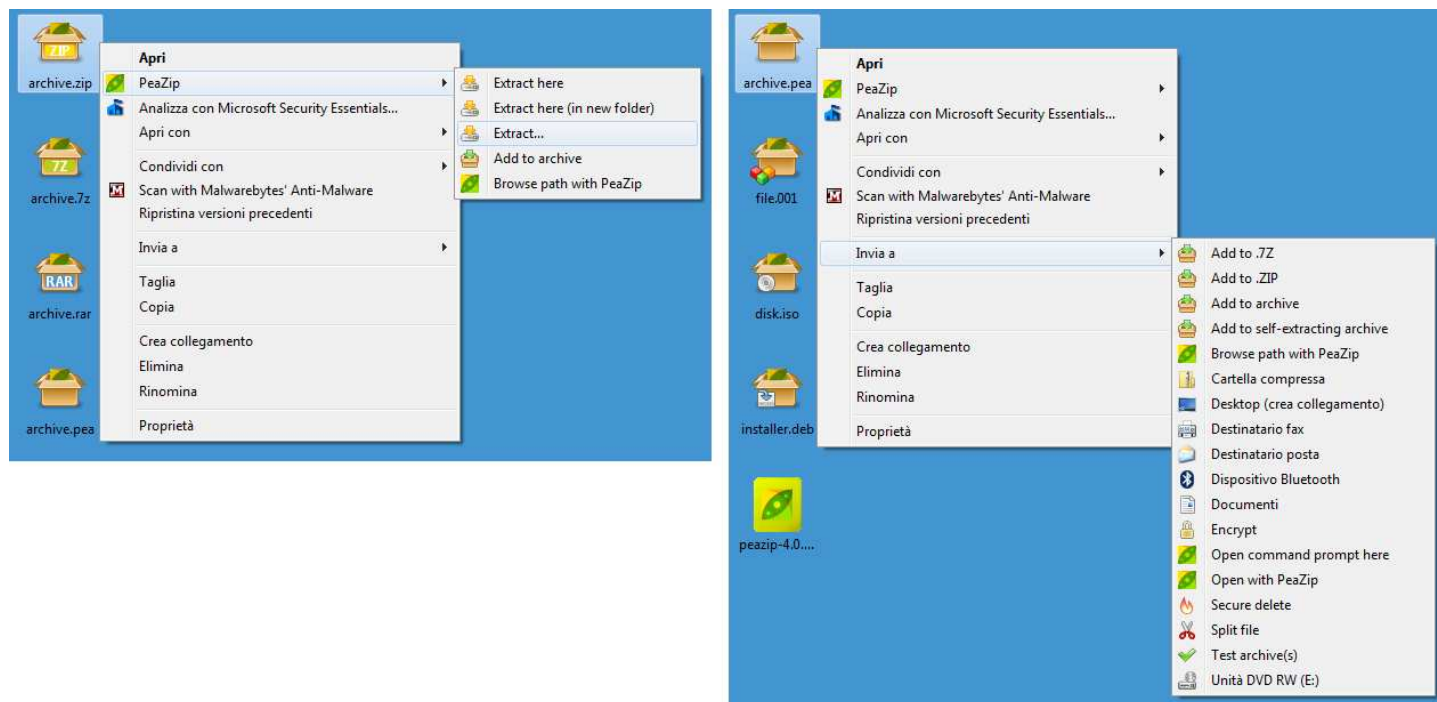 ZIP
archive.zip
7Z
archive.7z
RAR
archive.rar
archive.pea
Apri
PeaZip
Analizza con Microsoft Security Essentials...
Apri con
Condividi con
Scan with Malwarebytes' Anti-Malware
Ripristina versioni precedenti
Invia a
Taglia
Copia
Crea collegamento
Elimina
Rinomina
Proprietà
Extract here
Extract here (in new folder)
Extract...
Add to archive
Browse path with PeaZip
archive.pea
file.001
disk.iso
installer.deb
peazip-4.0....
Apri
PeaZip
Analizza con Microsoft Security Essentials...
Apri con
Condividi con
Scan with Malwarebytes' Anti-Malware
Ripristina versioni precedenti
Invia a
Taglia
Copia
Crea collegamento
Elimina
Rinomina
Proprietà
Add to .7Z
Add to .ZIP
Add to archive
Add to self-extracting archive
Browse path with PeaZip
Cartella compressa
Desktop (crea collegamento)
Destinatario fax
Destinatario posta
Dispositivo Bluetooth
Documenti
Encrypt
Open command prompt here
Open with PeaZip
Secure delete
Split file
Test archive(s)
Unità DVD RW (E:)